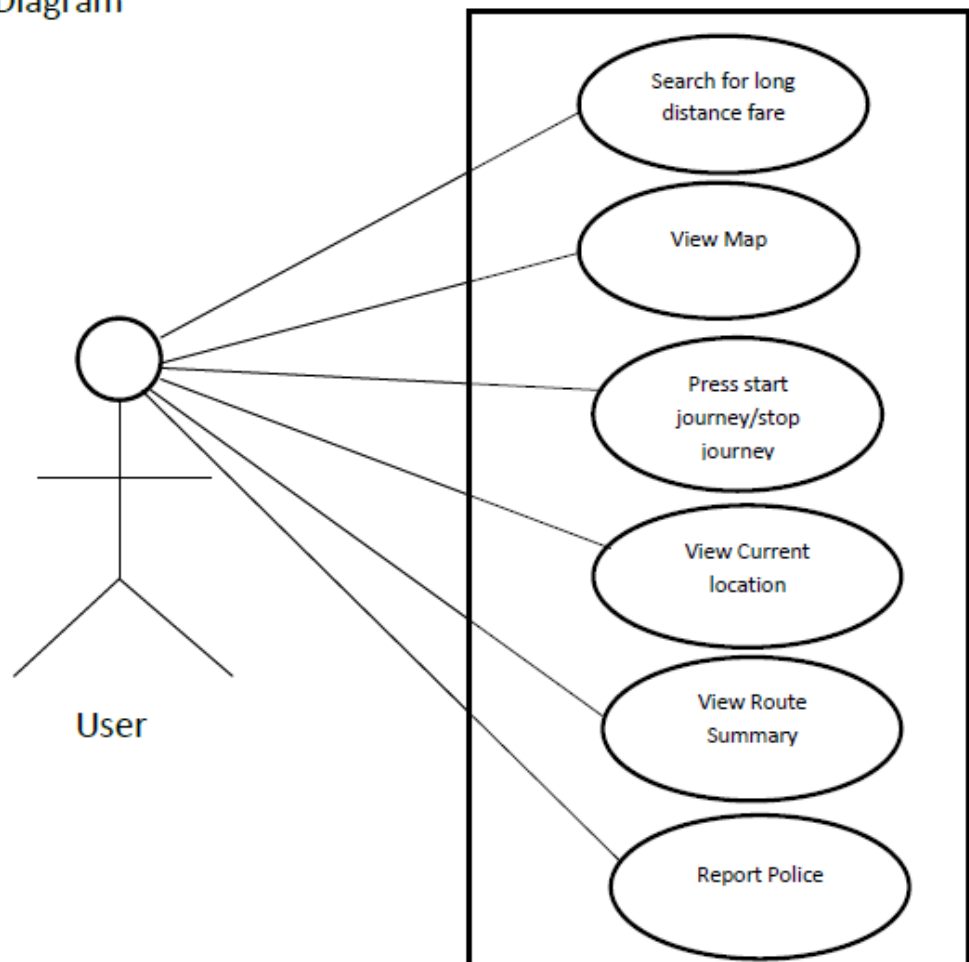 Diagram
Search for long
distance fare
View Map
Press start
journey/stop
journey
View Current
location
View Route
Summary
User
Report Police